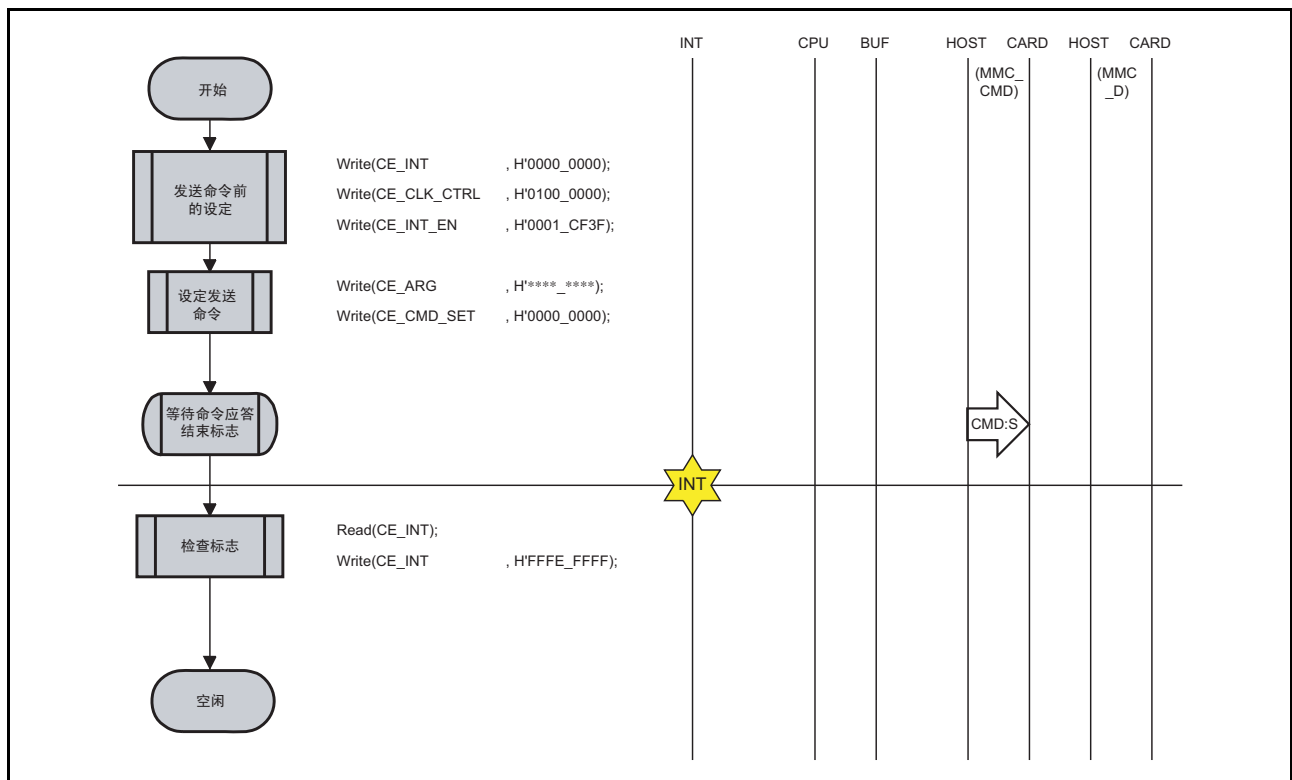 INT CPU BUF HOST CARD HOST CARD
(MMC_
CMD)
(MMC
_D)
开始
发送命令前
的设定
Write(CE_INT , H'0000_0000);
Write(CE_CLK_CTRL , H'0100_0000);
Write(CE_INT_EN , H'0001_CF3F);
设定发送
命令
Write(CE_ARG , H'****_****);
Write(CE_CMD_SET , H'0000_0000);
等待命令应答
结束标志
CMD:S
INT
检查标志
Read(CE_INT);
Write(CE_INT , H'FFFE_FFFF);
空闲